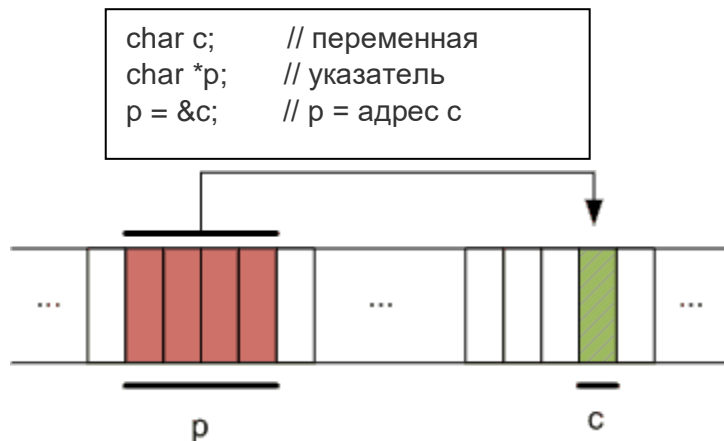 char c; // переменная
char *p; // указатель
p = &c; // p = адрес c
... ... ...
p c